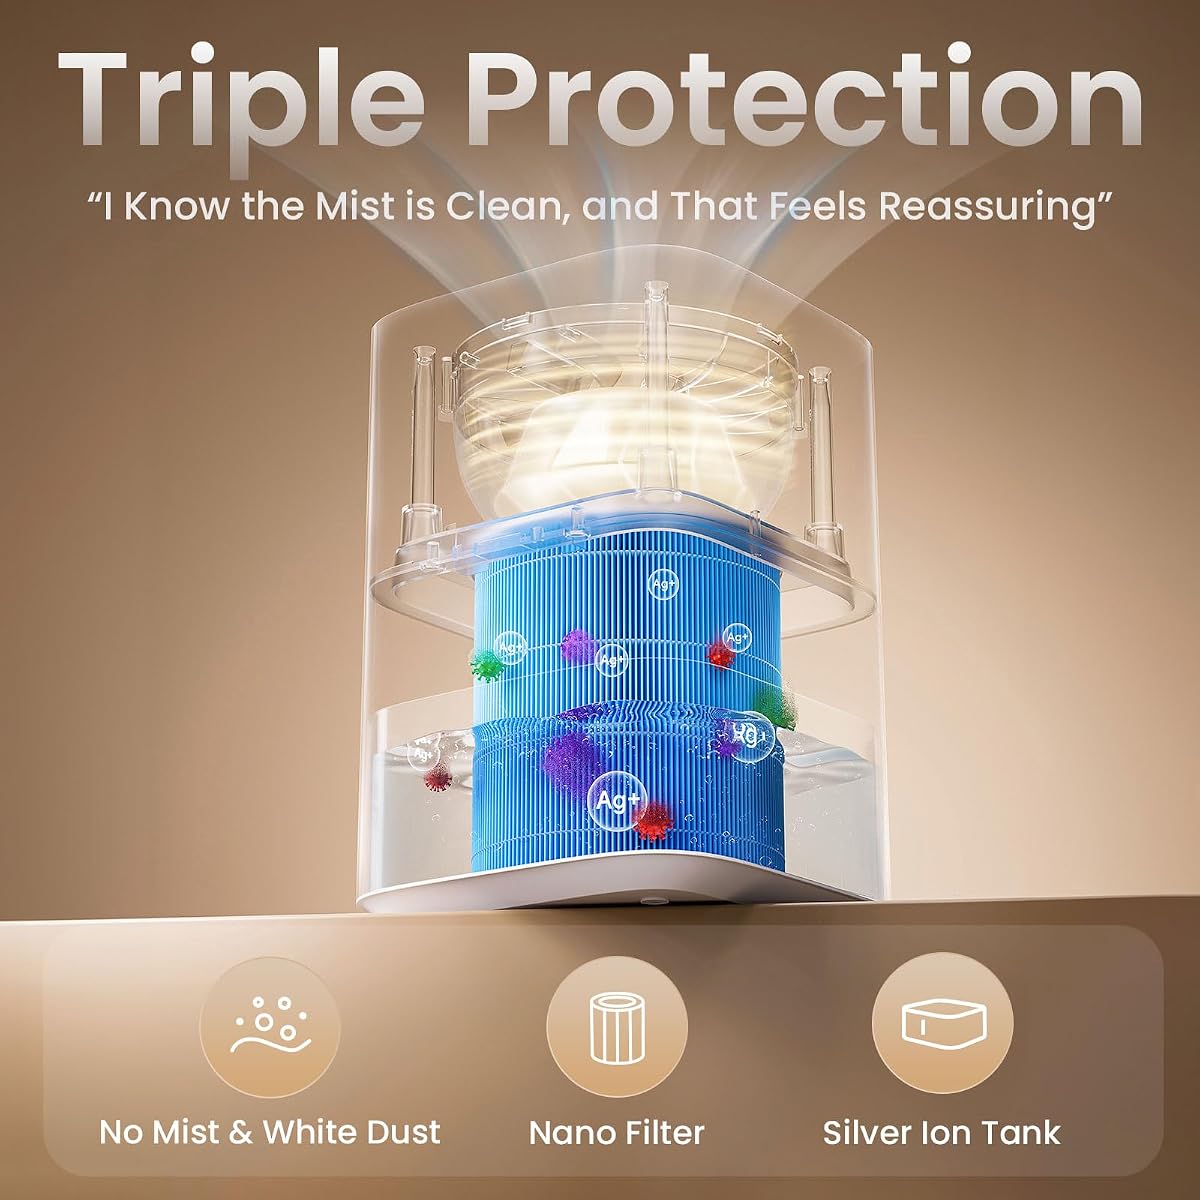 Triple Protection
“I Know the Mist is Clean, and That Feels Reassuring”
Ag+
Ag+
Ag+
Ag+
Ag+
Ag+
Ag+
No Mist & White Dust
Nano Filter
Silver Ion Tank